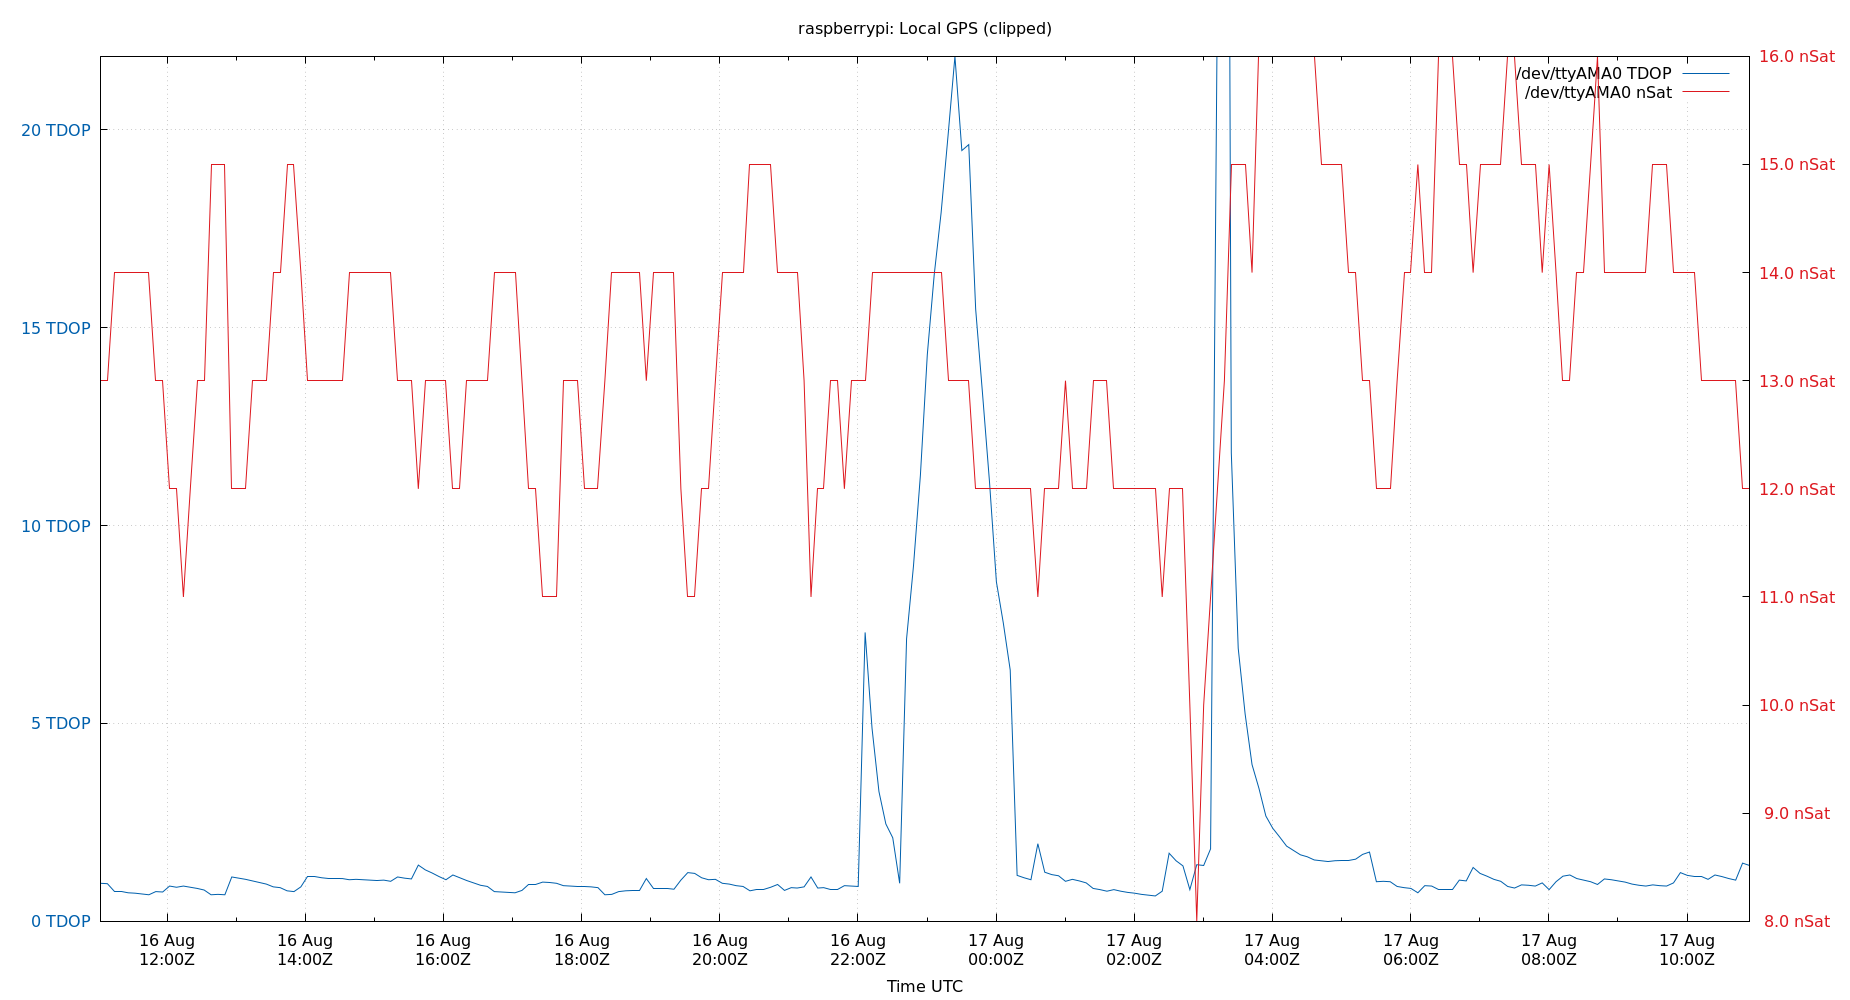 raspberrypi: Local GPS (clipped)
/dev/ttyAMA0 TDOP
/dev/ttyAMA0 nSat
20 TDOP
15 TDOP
10 TDOP
5 TDOP
0 TDOP
16.0 nSat
15.0 nSat
14.0 nSat
13.0 nSat
12.0 nSat
11.0 nSat
10.0 nSat
9.0 nSat
8.0 nSat
16 Aug
12:00Z
16 Aug
14:00Z
16 Aug
16:00Z
16 Aug
18:00Z
16 Aug
20:00Z
16 Aug
22:00Z
17 Aug
00:00Z
17 Aug
02:00Z
17 Aug
04:00Z
17 Aug
06:00Z
17 Aug
08:00Z
17 Aug
10:00Z
Time UTC